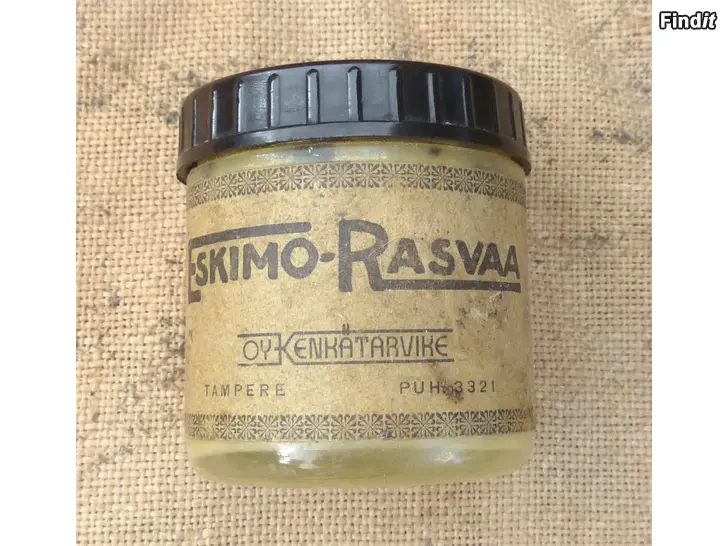 Findit
ESKIMO-RASVAA
OY KENKÄTARVIKE
TAMPERE PUH. 3321